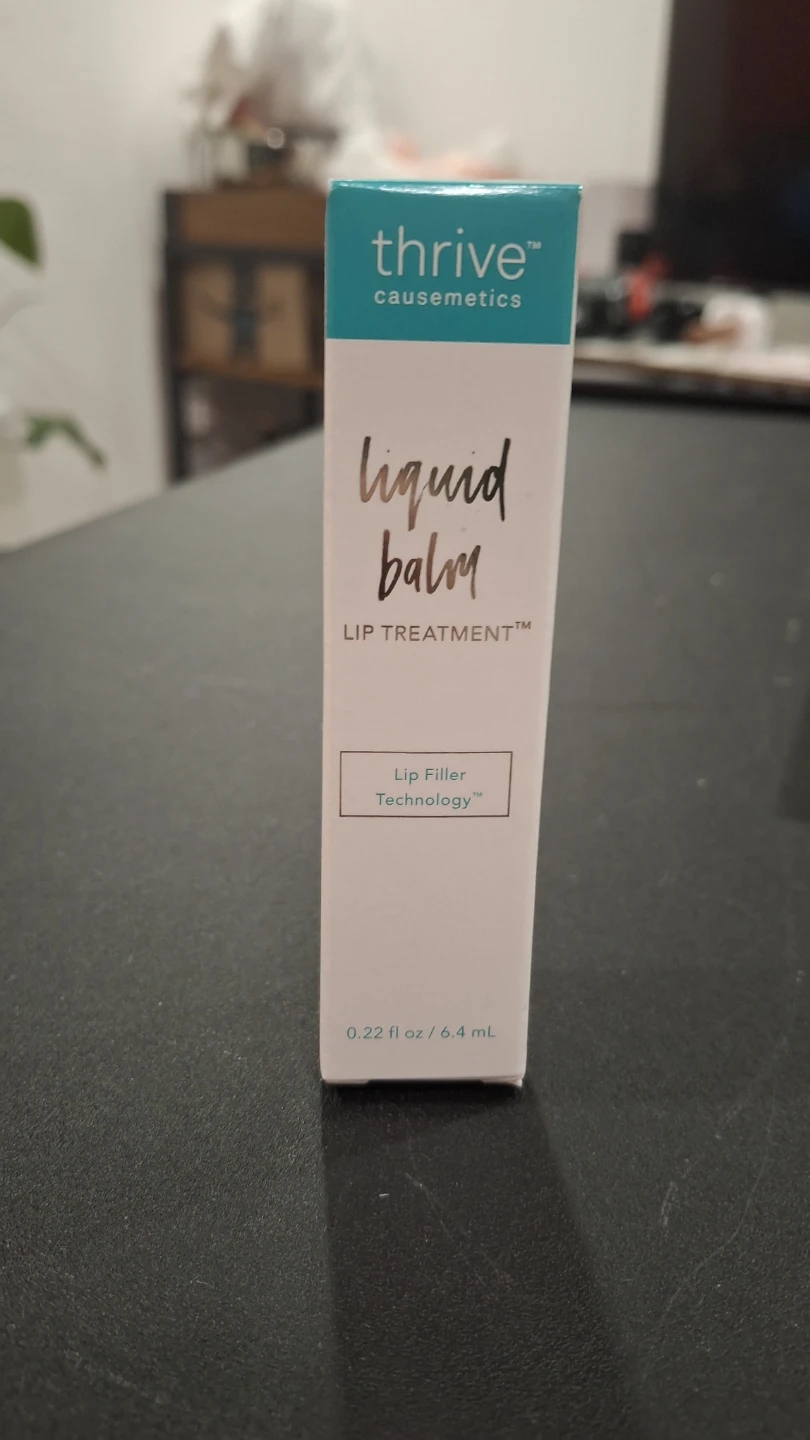 thrive™
causemetics
liquid
balm
LIP TREATMENT™
Lip Filler
Technology™
0.22 fl oz / 6.4 mL